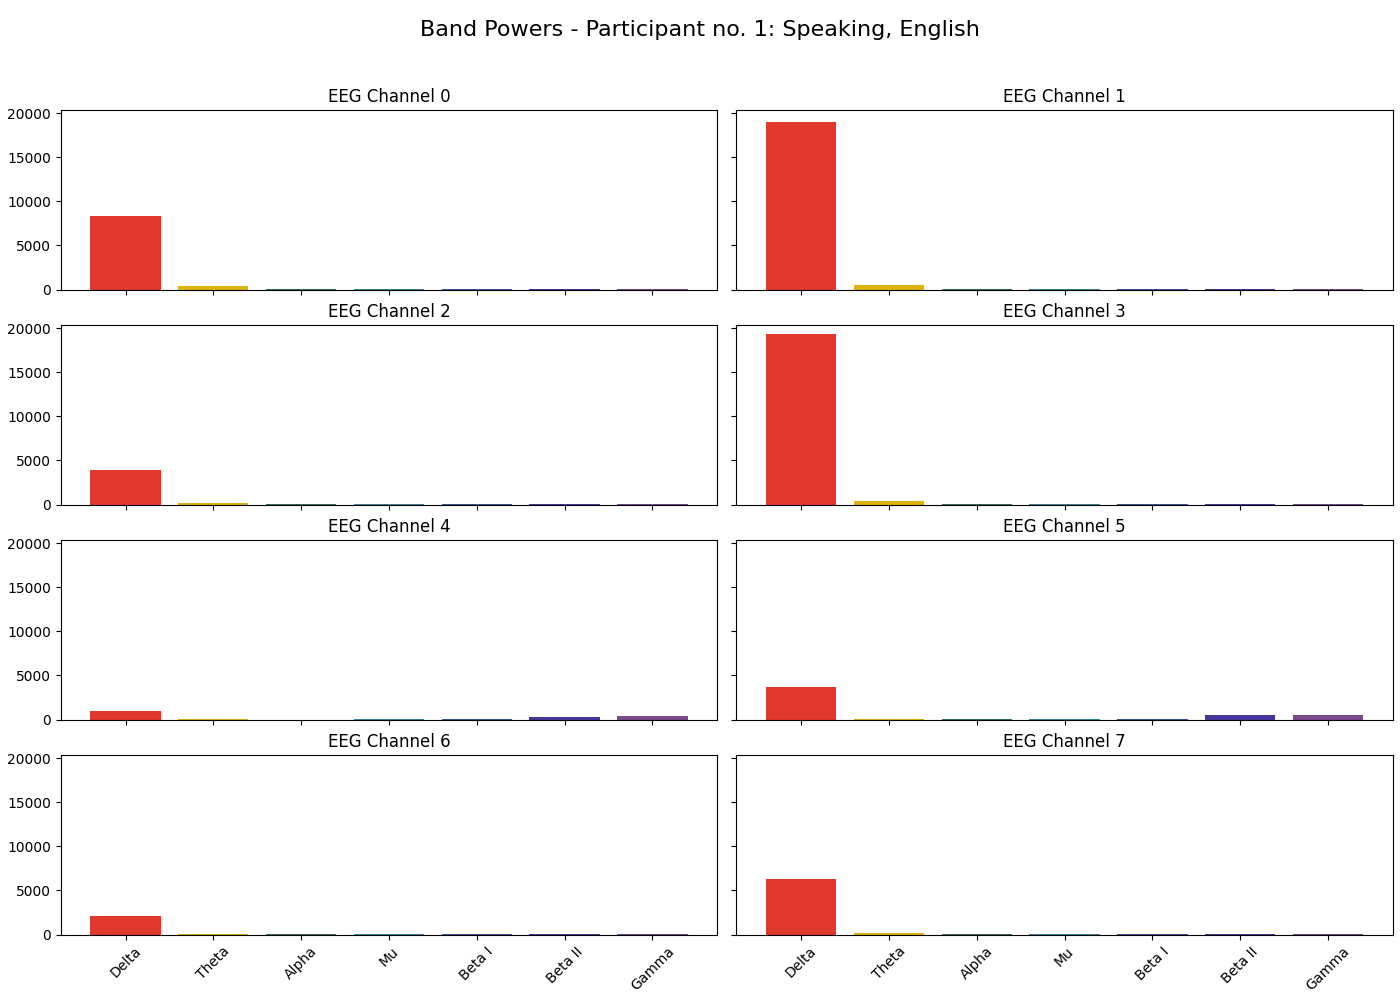 Band Powers - Participant no. 1: Speaking, English
EEG Channel 0
EEG Channel 1
20000
15000
10000
5000
0
EEG Channel 2
EEG Channel 3
20000
15000
10000
5000
0
EEG Channel 4
EEG Channel 5
20000
15000
10000
5000
0
EEG Channel 6
EEG Channel 7
20000
15000
10000
5000
0
Delta Theta Alpha Mu Beta I Beta II Gamma
Delta Theta Alpha Mu Beta I Beta II Gamma